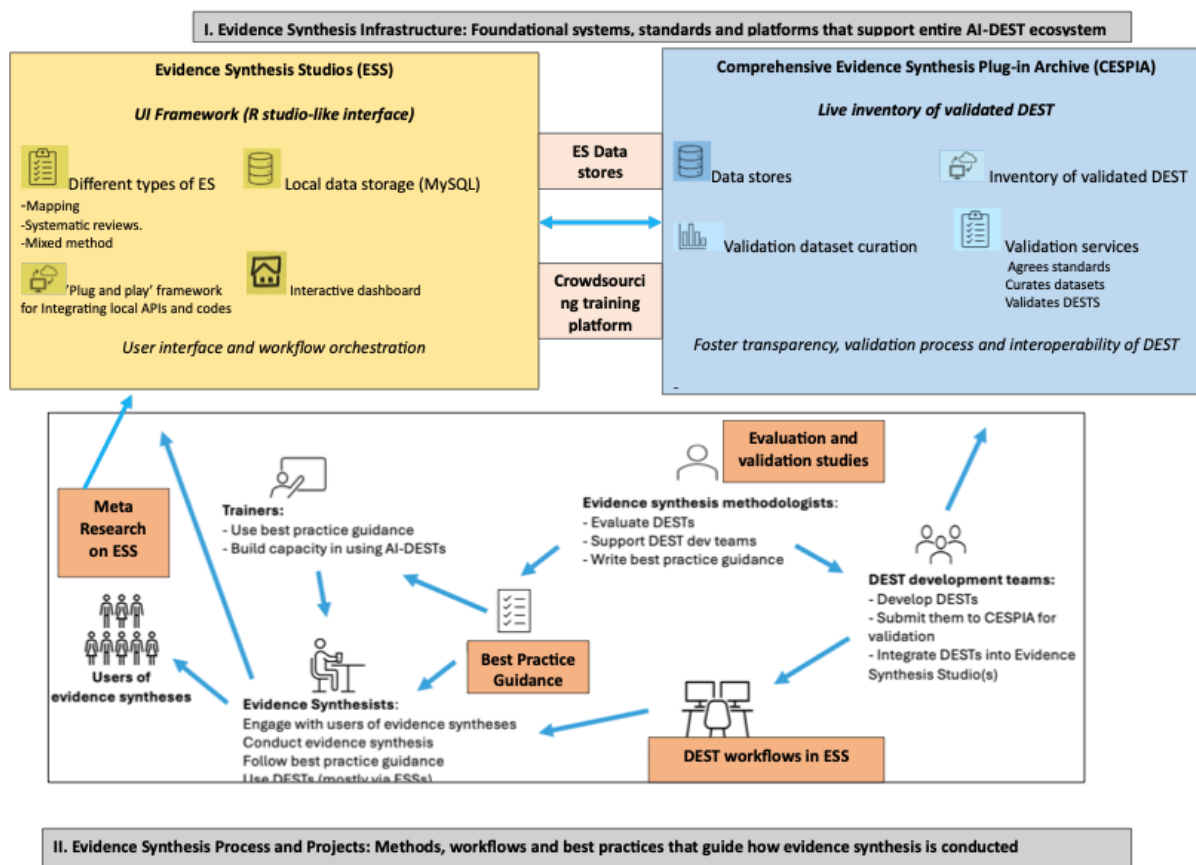 I. Evidence Synthesis Infrastructure: Foundational systems, standards and platforms that support entire AI-DEST ecosystem
Evidence Synthesis Studios (ESS)
UI Framework (R studio-like interface)
Different types of ES
-Mapping
-Systematic reviews.
-Mixed method
Local data storage (MySQL)
'Plug and play' framework
for Integrating local APIs and codes
Interactive dashboard
User interface and workflow orchestration
ES Data
stores
Crowdsourci
ng training
platform
Comprehensive Evidence Synthesis Plug-in Archive (CESPIA)
Live inventory of validated DEST
Data stores
Inventory of validated DEST
Validation dataset curation
Validation services
Agrees standards
Curates datasets
Validates DESTS
Foster transparency, validation process and interoperability of DEST
-
Meta
Research
on ESS
Trainers:
- Use best practice guidance
- Build capacity in using AI-DESTs
Evaluation and
validation studies
Evidence synthesis methodologists:
- Evaluate DESTs
- Support DEST dev teams
- Write best practice guidance
DEST development teams:
- Develop DESTs
- Submit them to CESPIA for
validation
- Integrate DESTs into Evidence
Synthesis Studio(s)
Best Practice
Guidance
Users of
evidence syntheses
Evidence Synthesists:
Engage with users of evidence syntheses
Conduct evidence synthesis
Follow best practice guidance
Use DESTs (mostly via ESSs)
DEST workflows in ESS
II. Evidence Synthesis Process and Projects: Methods, workflows and best practices that guide how evidence synthesis is conducted